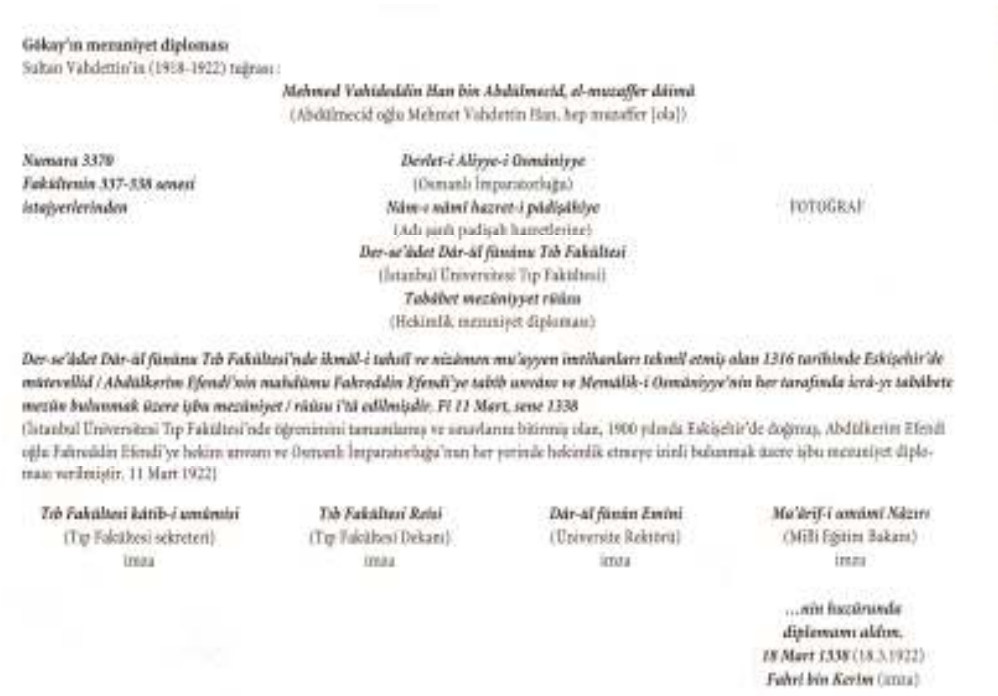 Gökay'ın mezuniyet diploması
Sultan Vahdettin'in (1918-1922) tuğrası :
Mehmed Vahideddin Han bin Abdülmecid, el-muzaffer dâimâ
(Abdülmecid oğlu Mehmet Vahdettin Han, hep muzaffer [ola])
Numara 3370
Fakültenin 337-338 senesi
istajyerlerinden
Devlet-i Aliyye-i Osmâniyye
(Osmanlı İmparatorluğu)
Nâm-ı nâmî hazret-i pâdişâhîye
(Adı şanlı padişah hazretlerine)
Der-se'âdet Dâr-ül fünûnu Tıb Fakültesi
(İstanbul Üniversitesi Tıp Fakültesi)
Tabâbet mezûniyyet rüûsu
(Hekimlik mezuniyet diploması)
FOTOĞRAF
Der-se'âdet Dâr-ül fünûnu Tıb Fakültesi'nde ikmâl-i tahsîl ve nizâmen mu'ayyen imtihanları tekmîl etmiş olan 1316 tarihinde Eskişehir'de
mütevellid / Abdülkerim Efendi'nin mahdûmu Fahreddin Efendi'ye tabîb unvânı ve Memâlik-i Osmâniyye'nin her tarafında icrâ-yı tabâbete
mezûn bulunmak üzere işbu mezûniyet / rüûsu i'tâ edilmişdir. Fî 11 Mart, sene 1338
(İstanbul Üniversitesi Tıp Fakültesi'nde öğrenimini tamamlamış ve sınavlarını bitirmiş olan, 1900 yılında Eskişehir'de doğmuş, Abdülkerim Efendi
oğlu Fahreddin Efendi'ye hekim unvanı ve Osmanlı İmparatorluğu'nun her yerinde hekimlik etmeye izinli bulunmak üzere işbu mezuniyet diplo-
ması verilmiştir. 11 Mart 1922)
Tıb Fakültesi kâtib-i umûmîsi
(Tıp Fakültesi sekreteri)
imza
Tıb Fakültesi Reisi
(Tıp Fakültesi Dekanı)
imza
Dâr-ül fünûn Emîni
(Üniversite Rektörü)
imza
Ma'ârif-i umûmî Nâzırı
(Milli Eğitim Bakanı)
imza
…nin huzûrunda
diplomamı aldım.
18 Mart 1338 (18.3.1922)
Fahri bin Kerim (imza)